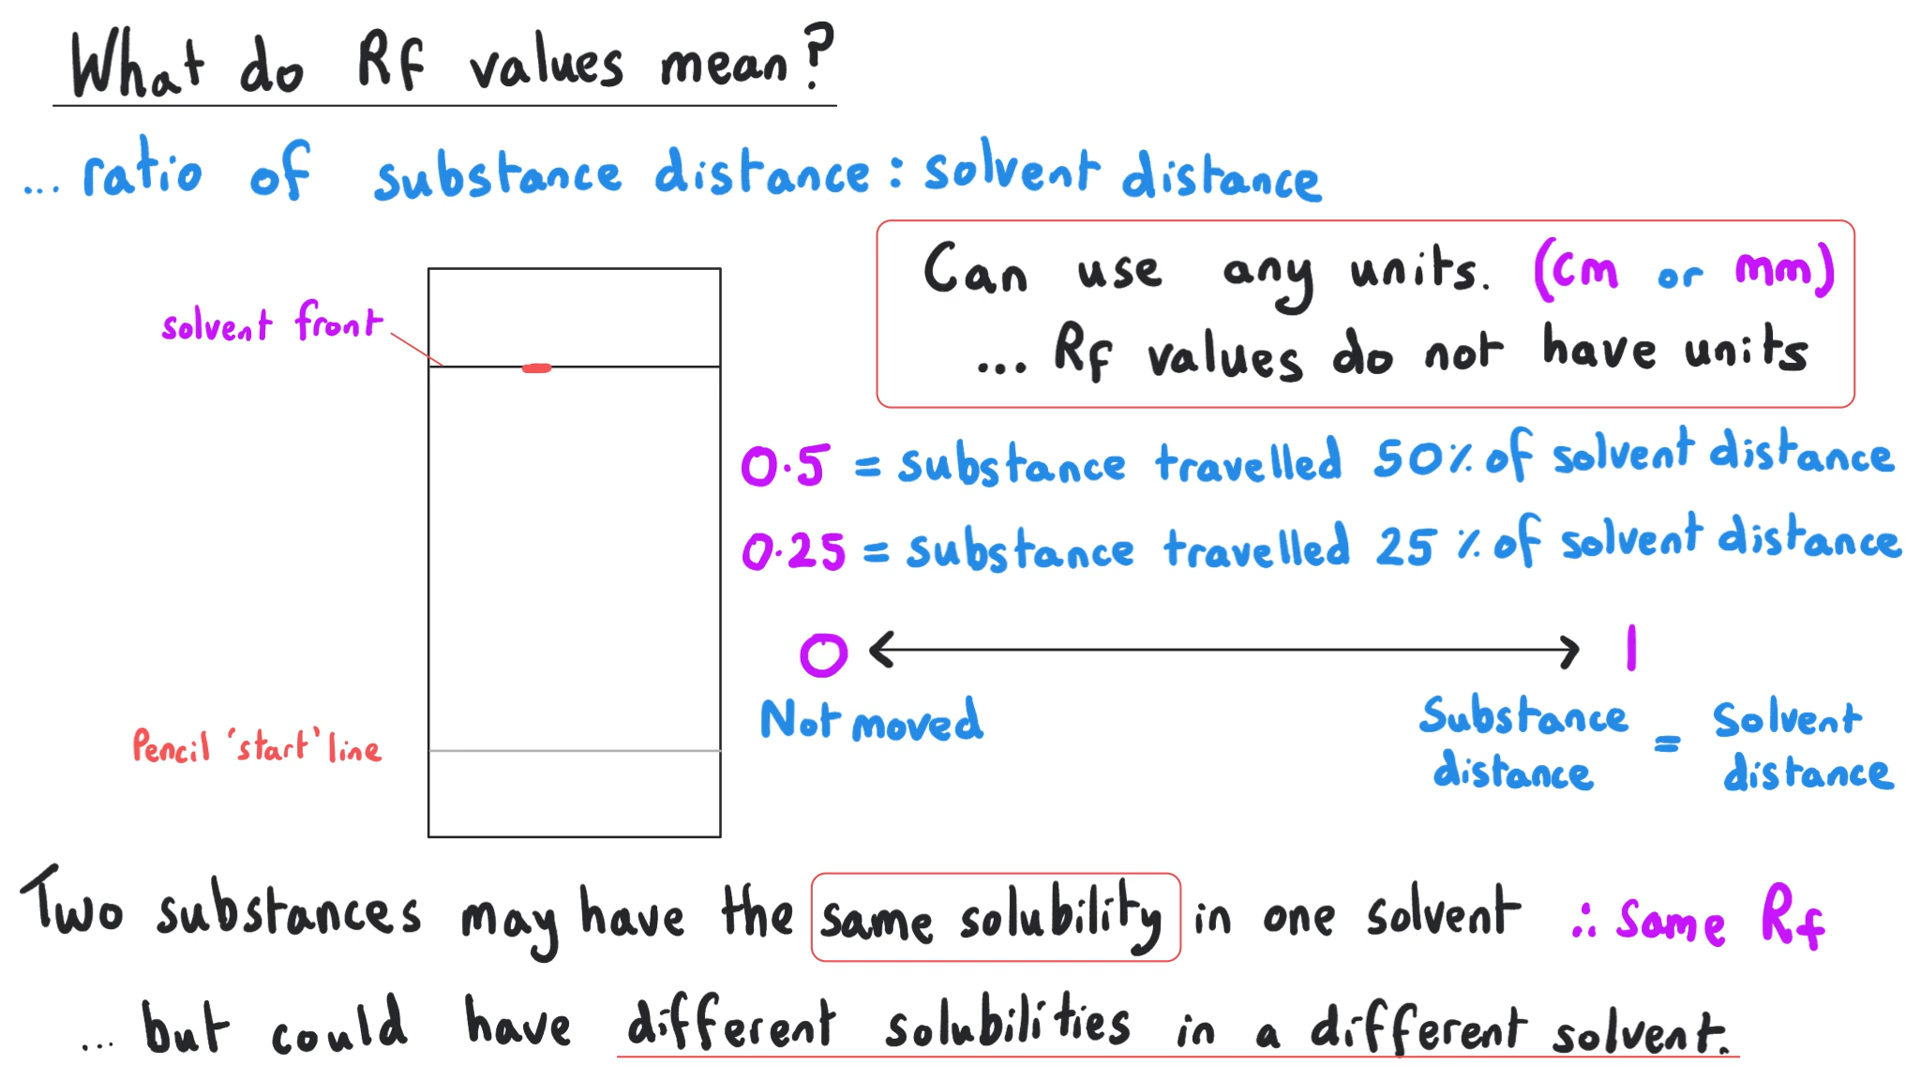 What do Rf values mean?
... ratio of substance distance : solvent distance
Can use any units. (cm or mm)
... Rf values do not have units
solvent front
0.5 = substance travelled 50% of solvent distance
0.25 = substance travelled 25% of solvent distance
0 1
Not moved
Substance distance = Solvent distance
Pencil 'start' line
Two substances may have the same solubility in one solvent ∴ same Rf
... but could have different solubilities in a different solvent.